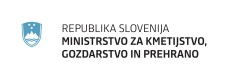 REPUBLIKA SLOVENIJA
MINISTRSTVO ZA KMETIJSTVO,
GOZDARSTVO IN PREHRANO